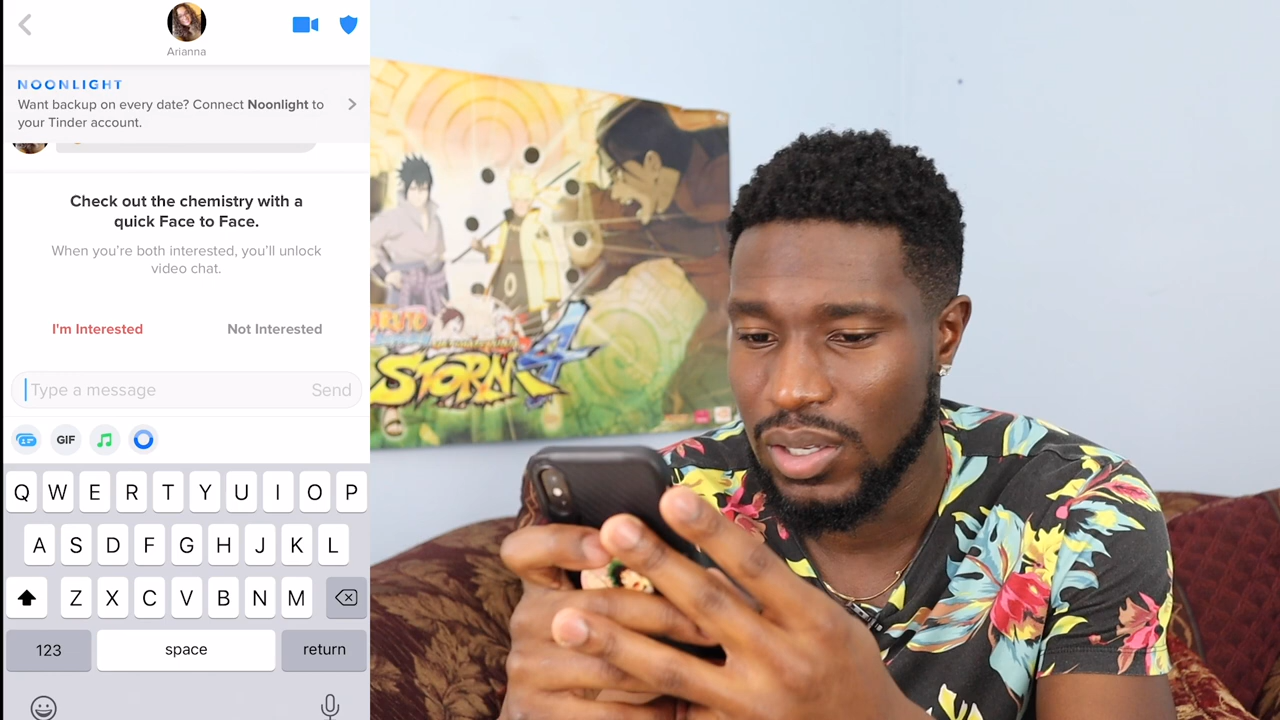 Arianna
NOONLIGHT
Want backup on every date? Connect Noonlight to
your Tinder account.
Check out the chemistry with a
quick Face to Face.
When you're both interested, you'll unlock
video chat.
I'm Interested
Not Interested
Type a message
Send
GIF
Q W E R T Y U I O P
A S D F G H J K L
Z X C V B N M
123
space
return
STORM 4